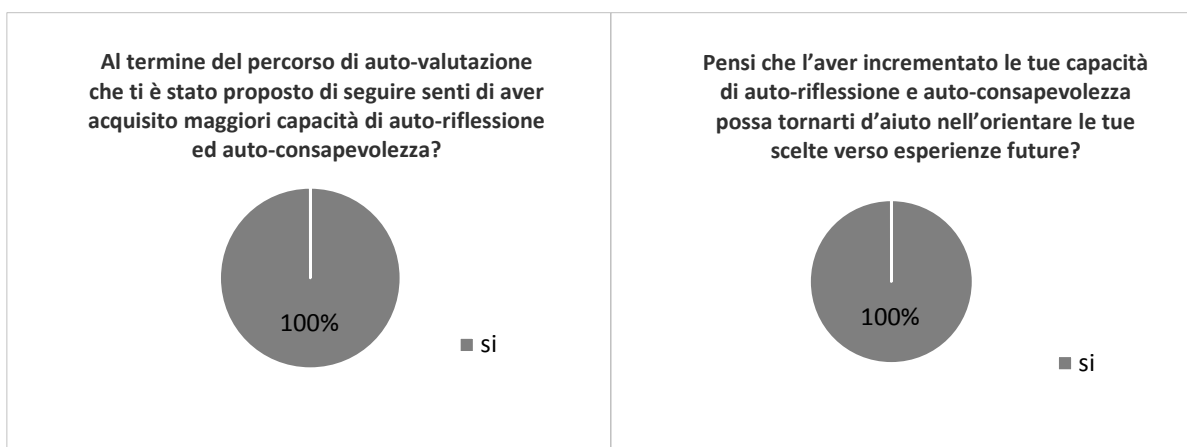 Al termine del percorso di auto-valutazione
che ti è stato proposto di seguire senti di aver
acquisito maggiori capacità di auto-riflessione
ed auto-consapevolezza?
100%
si
Pensi che l’aver incrementato le tue capacità
di auto-riflessione e auto-consapevolezza
possa tornarti d’aiuto nell’orientare le tue
scelte verso esperienze future?
100%
si